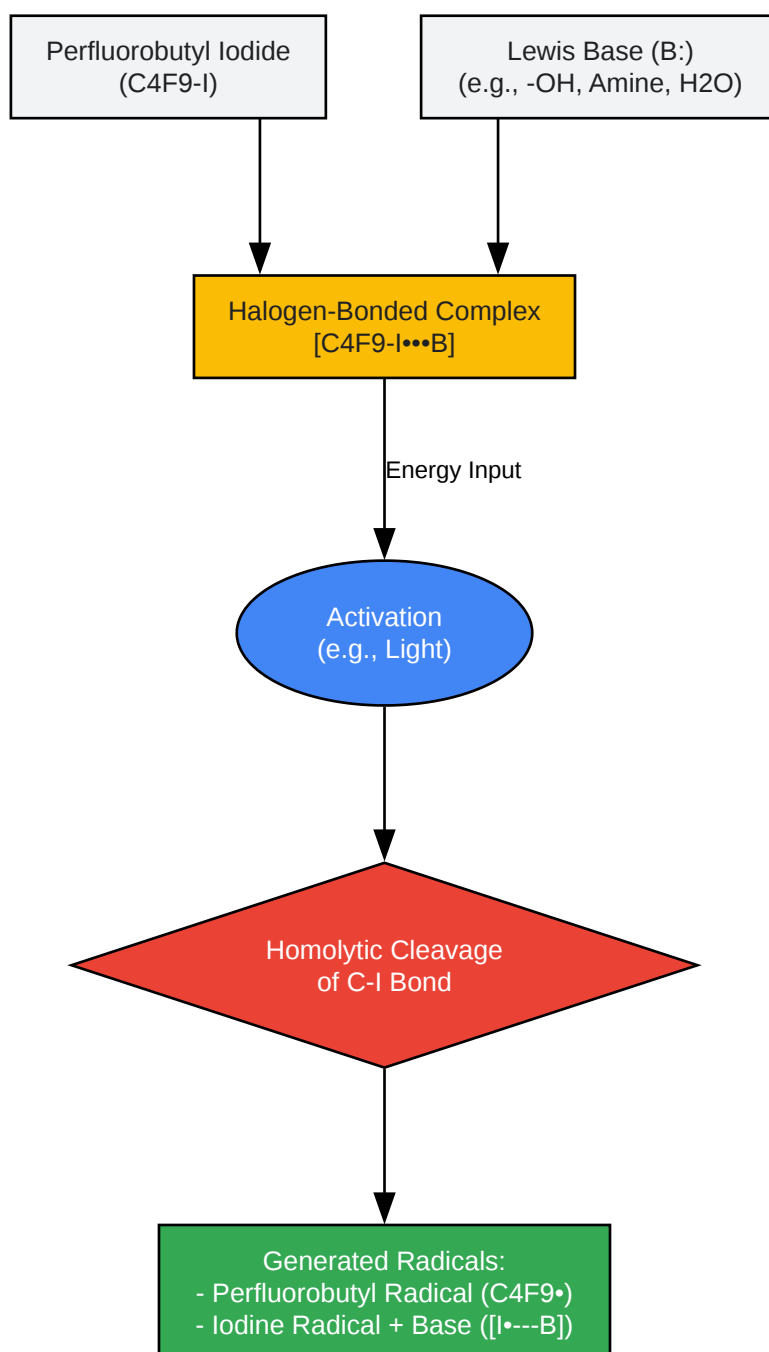 Perfluorobutyl Iodide
(C4F9-I)
Lewis Base (B:)
(e.g., -OH, Amine, H2O)
Halogen-Bonded Complex
[C4F9-I•••B]
Energy Input
Activation
(e.g., Light)
Homolytic Cleavage
of C-I Bond
Generated Radicals:
- Perfluorobutyl Radical (C4F9•)
- Iodine Radical + Base ([I•---B])